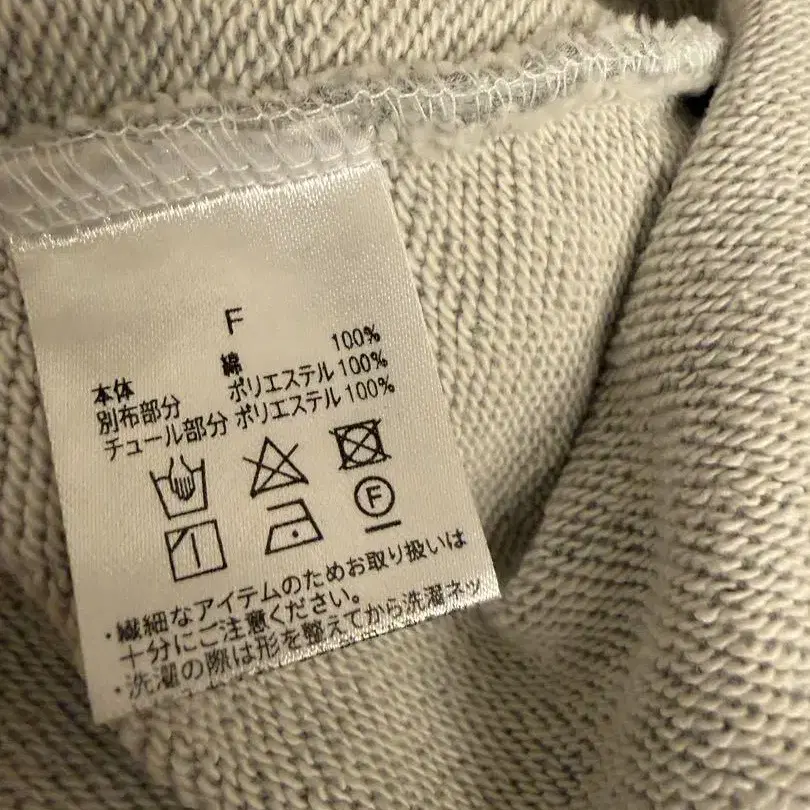 F
本体 綿 100%
別布部分 ポリエステル 100%
チュール部分 ポリエステル 100%
F
・繊細なアイテムのためお取り扱いは
十分にご注意ください。
・洗濯の際は形を整えてから洗濯ネッ